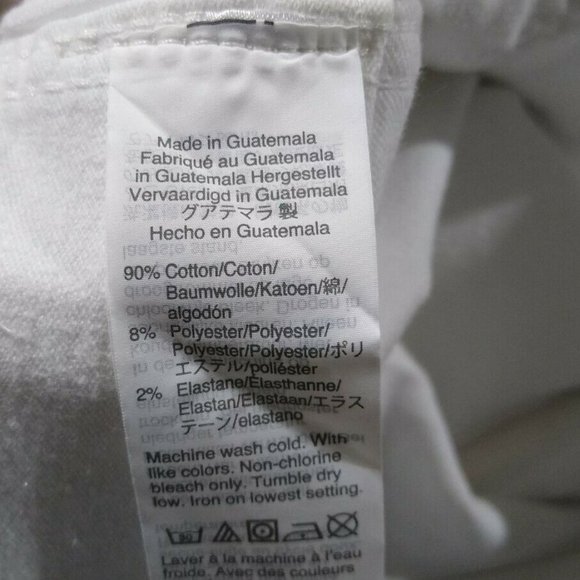 Made in Guatemala
Fabriqué au Guatemala
in Guatemala Hergestellt
Vervaardigd in Guatemala
グアテマラ 製
Hecho en Guatemala
90% Cotton/Coton/
Baumwolle/Katoen/綿/
algodón
8% Polyester/Polyester/
Polyester/Polyester/ポリ
エステル/poliéster
2% Elastane/Elasthanne/
Elastan/Elastaan/エラス
テーン/elastano
Machine wash cold. With
like colors. Non-chlorine
bleach only. Tumble dry
low. Iron on lowest setting.
Laver à la machine à l'eau
froide. Avec des couleurs